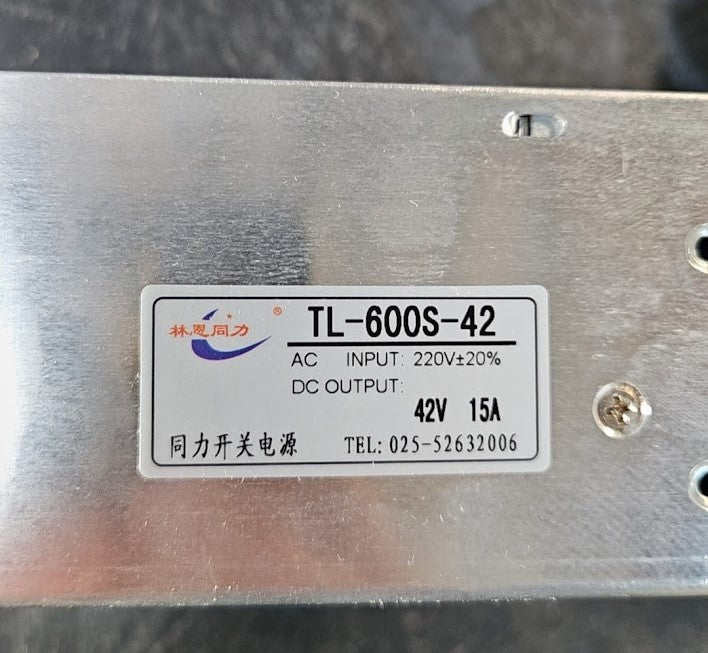 林恩同力®
TL-600S-42
AC INPUT: 220V±20%
DC OUTPUT:
42V 15A
同力开关电源 TEL: 025-52632006